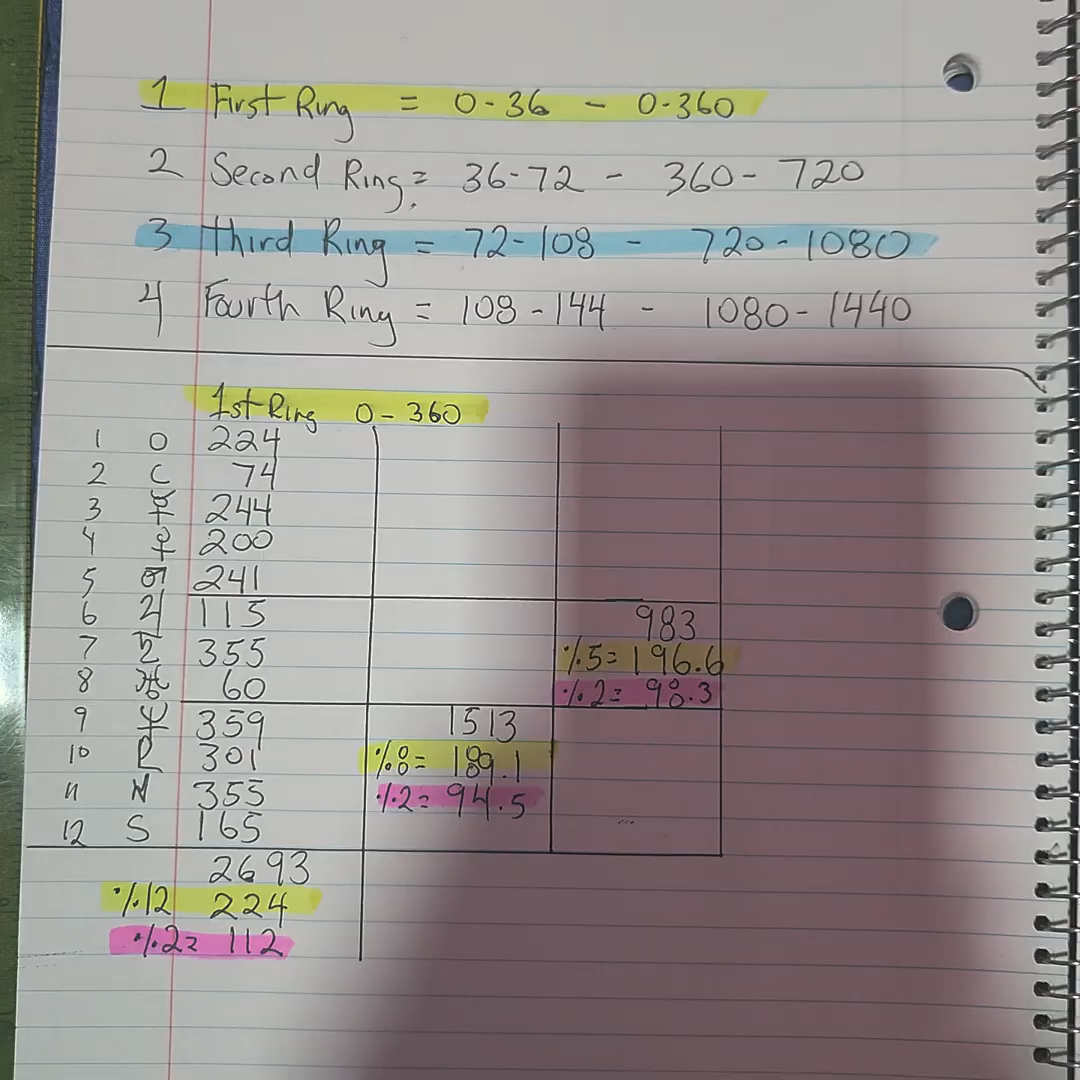 1 First Ring = 0-36 - 0-360
2 Second Ring = 36-72 - 360-720
3 Third Ring = 72-108 - 720-1080
4 Fourth Ring = 108-144 - 1080-1440
1st Ring 0-360
1 O 224
2 C 74
3 ☿ 244
4 ♀ 200
5 ♂ 241
6 ♃ 115 983
7 ♄ 355 %5= 196.6
8 ♅ 60 %2= 98.3
9 ♆ 359 1513
10 P 301 %8= 189.1
11 N 355 %2= 94.5
12 S 165
2693
%12 224
%2= 112